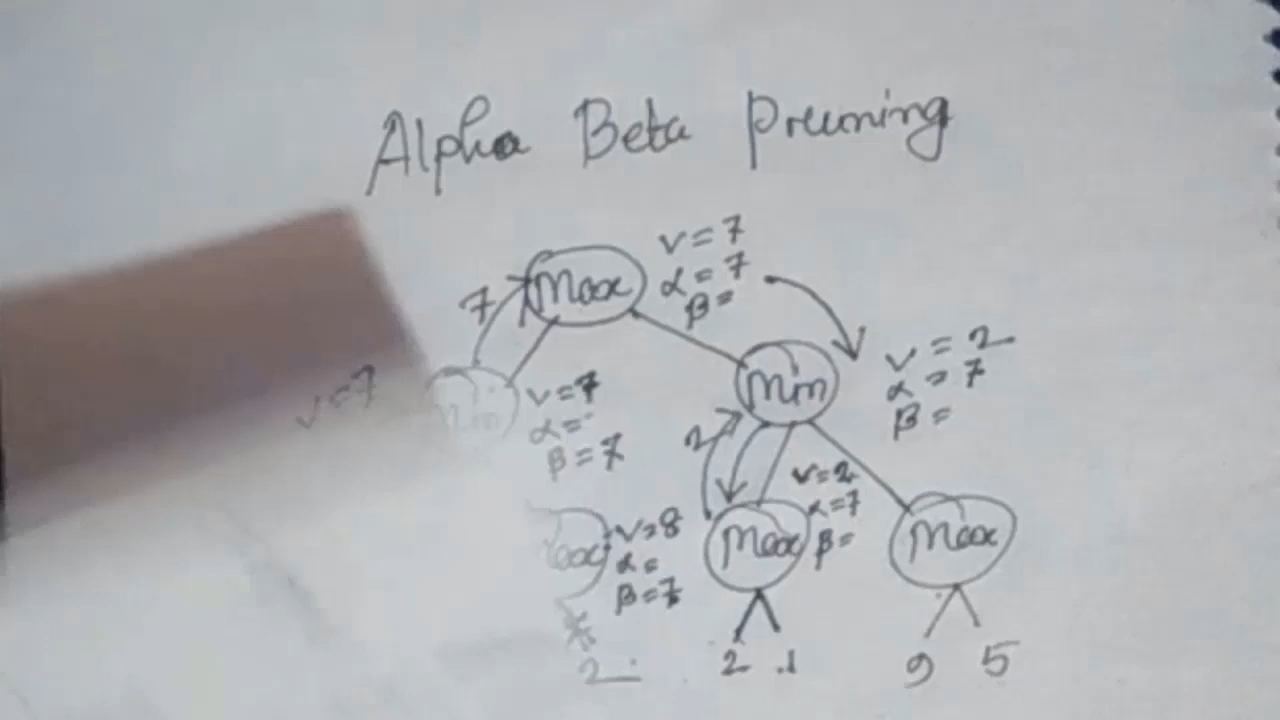 Alpha Beta Pruning
v = 7
α = 7
β =
7
Max
v = 2
α = 7
β =
Min
v = 7
v = 7
α =
β = 7
2
v = 2
α = 7
β =
v = 8
α =
β = 7
Max
Max
2 1
9 5
2